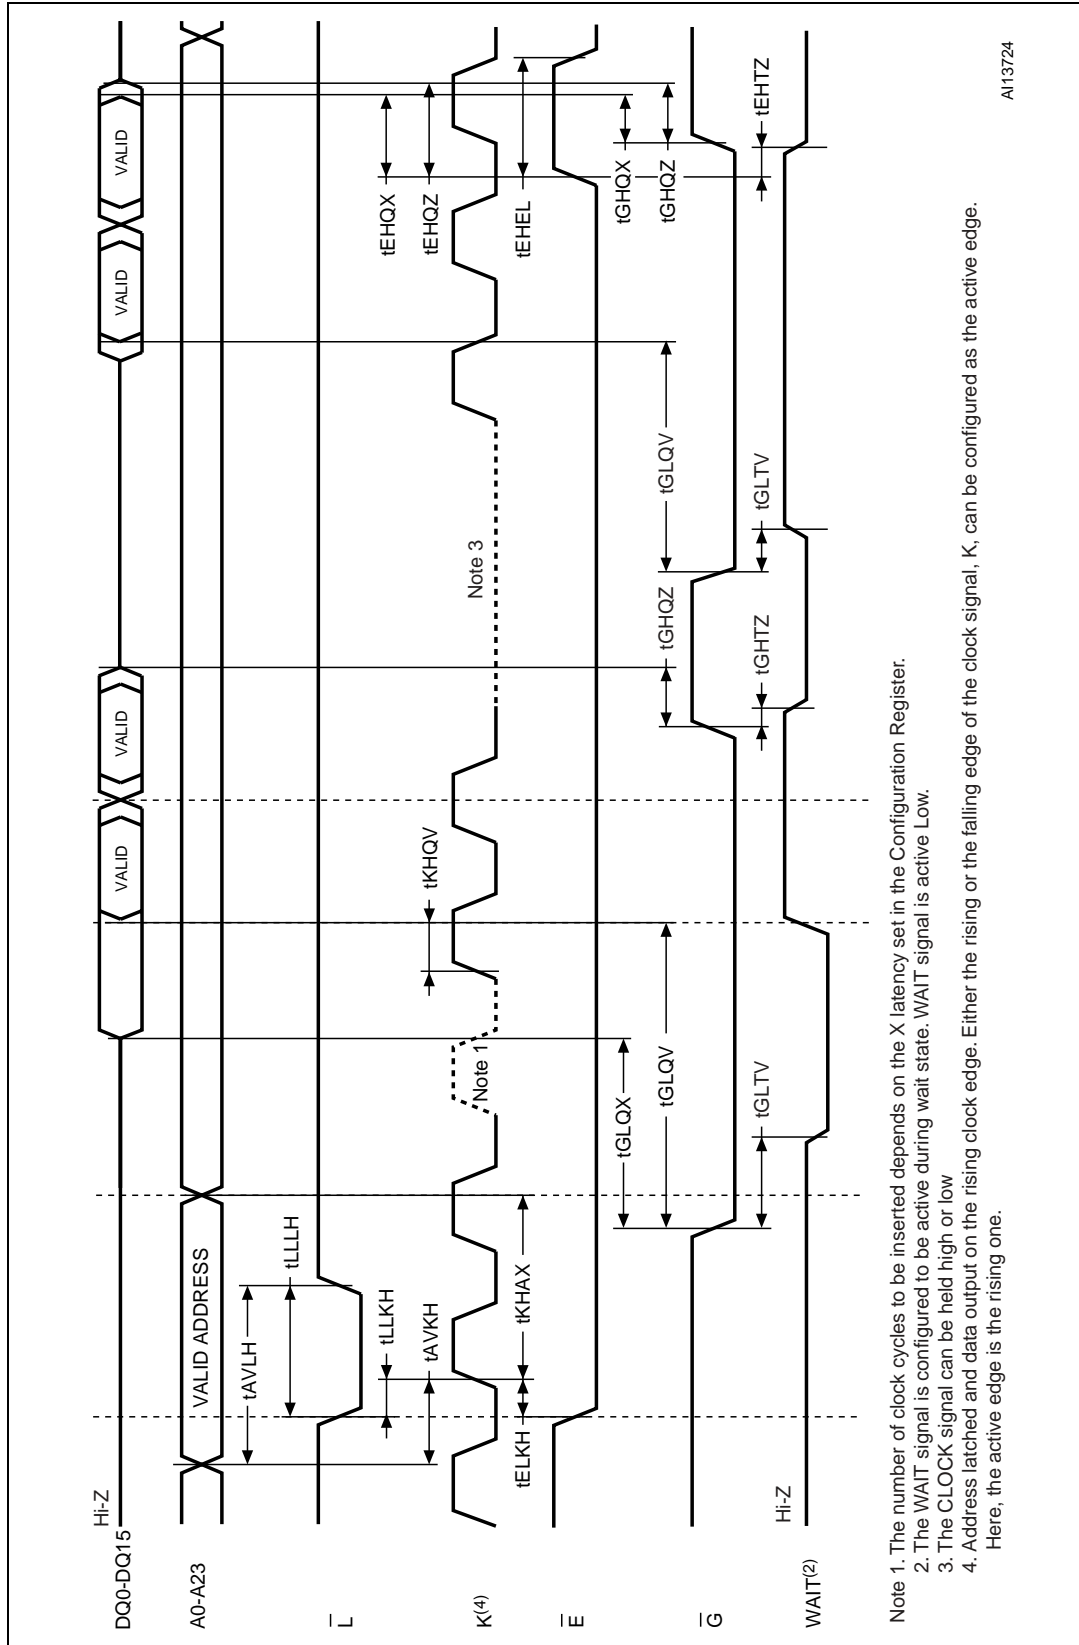 Hi-Z
DQ0-DQ15
VALID
VALID
VALID
VALID
A0-A23
VALID ADDRESS
tAVLH
tLLLH
L
tLLKH
tAVKH
tKHQV
tEHQX
tEHQZ
K(4)
Note 1
Note 3
tELKH
tKHAX
tEHEL
E
tGLQX
tGHQX
tGLQV
tGHQZ
tGLQV
tGHQZ
G
tGLTV
tGHTZ
tGLTV
tEHTZ
Hi-Z
WAIT(2)
Note 1. The number of clock cycles to be inserted depends on the X latency set in the Configuration Register.
2. The WAIT signal is configured to be active during wait state. WAIT signal is active Low.
3. The CLOCK signal can be held high or low
4. Address latched and data output on the rising clock edge. Either the rising or the falling edge of the clock signal, K, can be configured as the active edge.
Here, the active edge is the rising one.
AI13724